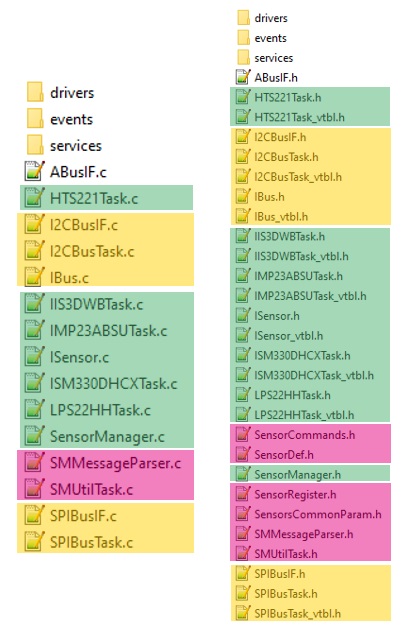 drivers
events
services
ABusIF.c
HTS221Task.c
I2CBusIF.c
I2CBusTask.c
IBus.c
IIS3DWBTask.c
IMP23ABSUTask.c
ISensor.c
ISM330DHCXTask.c
LPS22HHTask.c
SensorManager.c
SMMessageParser.c
SMUtilTask.c
SPIBusIF.c
SPIBusTask.c
drivers
events
services
ABusIF.h
HTS221Task.h
HTS221Task_vtbl.h
I2CBusIF.h
I2CBusTask.h
I2CBusTask_vtbl.h
IBus.h
IBus_vtbl.h
IIS3DWBTask.h
IIS3DWBTask_vtbl.h
IMP23ABSUTask.h
IMP23ABSUTask_vtbl.h
ISensor.h
ISensor_vtbl.h
ISM330DHCXTask.h
ISM330DHCXTask_vtbl.h
LPS22HHTask.h
LPS22HHTask_vtbl.h
SensorCommands.h
SensorDef.h
SensorManager.h
SensorRegister.h
SensorsCommonParam.h
SMMessageParser.h
SMUtilTask.h
SPIBusIF.h
SPIBusTask.h
SPIBusTask_vtbl.h